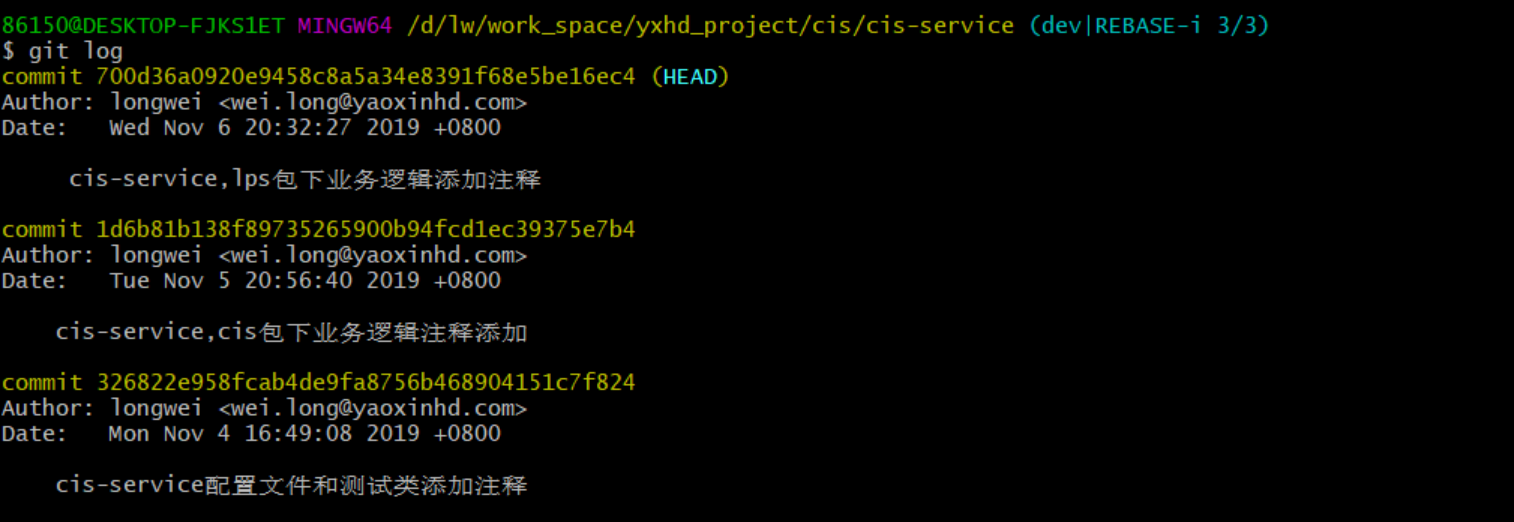 86150@DESKTOP-FJKS1ET MINGW64 /d/lw/work_space/yxhd_project/cis/cis-service (dev|REBASE-i 3/3)
$ git log
commit 700d36a0920e9458c8a5a34e8391f68e5be16ec4 (HEAD)
Author: longwei <wei.long@yaoxinhd.com>
Date:   Wed Nov 6 20:32:27 2019 +0800
cis-service,lps包下业务逻辑添加注释
commit 1d6b81b138f89735265900b94fcd1ec39375e7b4
Author: longwei <wei.long@yaoxinhd.com>
Date:   Tue Nov 5 20:56:40 2019 +0800
cis-service,cis包下业务逻辑注释添加
commit 326822e958fcab4de9fa8756b468904151c7f824
Author: longwei <wei.long@yaoxinhd.com>
Date:   Mon Nov 4 16:49:08 2019 +0800
cis-service配置文件和测试类添加注释